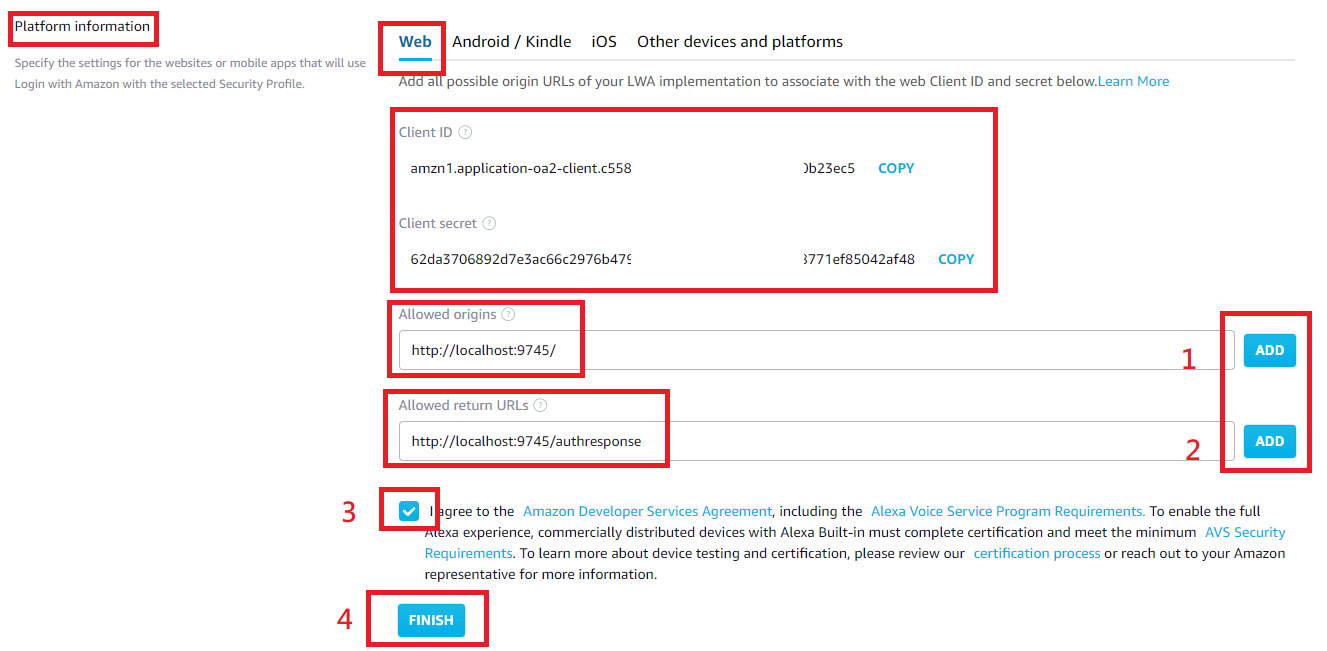 Platform information
Specify the settings for the websites or mobile apps that will use
Login with Amazon with the selected Security Profile.
Web Android / Kindle iOS Other devices and platforms
Add all possible origin URLs of your LWA implementation to associate with the web Client ID and secret below.Learn More
Client ID ?
amzn1.application-oa2-client.c558 0b23ec5 COPY
Client secret ?
62da3706892d7e3ac66c2976b479 3771ef85042af48 COPY
Allowed origins ?
http://localhost:9745/ 1 ADD
Allowed return URLs ?
http://localhost:9745/authresponse 2 ADD
3 I agree to the Amazon Developer Services Agreement, including the Alexa Voice Service Program Requirements. To enable the full
Alexa experience, commercially distributed devices with Alexa Built-in must complete certification and meet the minimum AVS Security
Requirements. To learn more about device testing and certification, please review our certification process or reach out to your Amazon
representative for more information.
4 FINISH